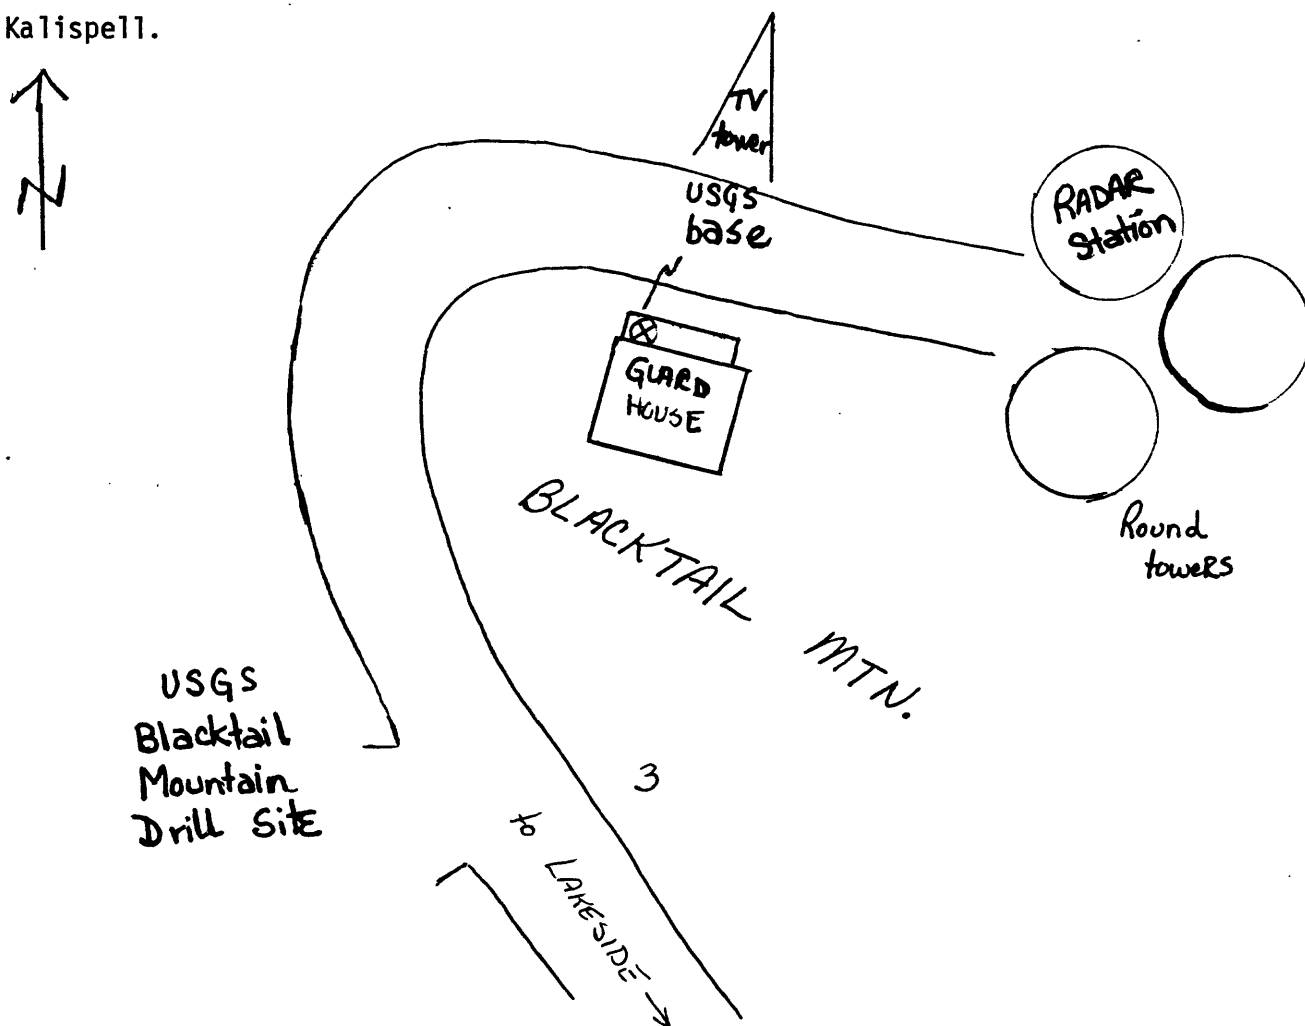 Kalispell.
N
TV
tower
USGS
base
RADAR
Station
GUARD
HOUSE
Round
towers
BLACKTAIL MTN.
USGS
Blacktail
Mountain
Drill Site
3
to LAKESIDE